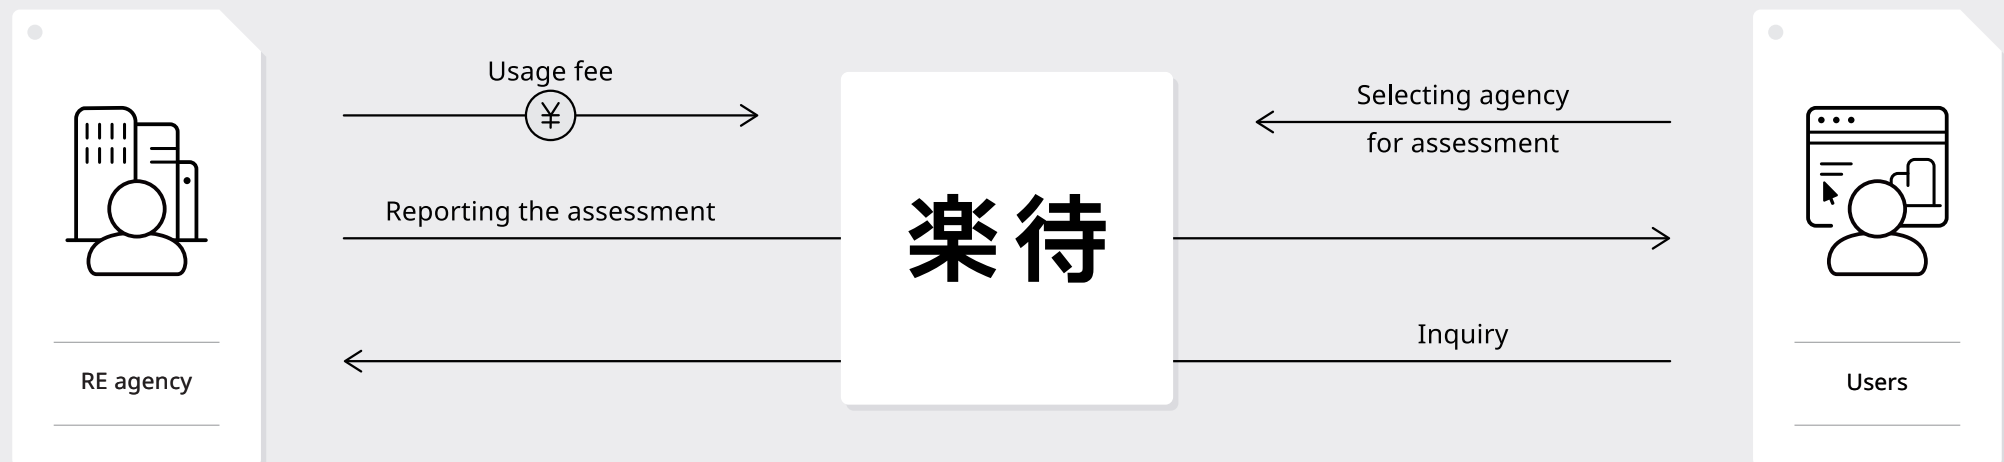 Usage fee
¥
Selecting agency
for assessment
Reporting the assessment
楽待
Inquiry
RE agency
Users